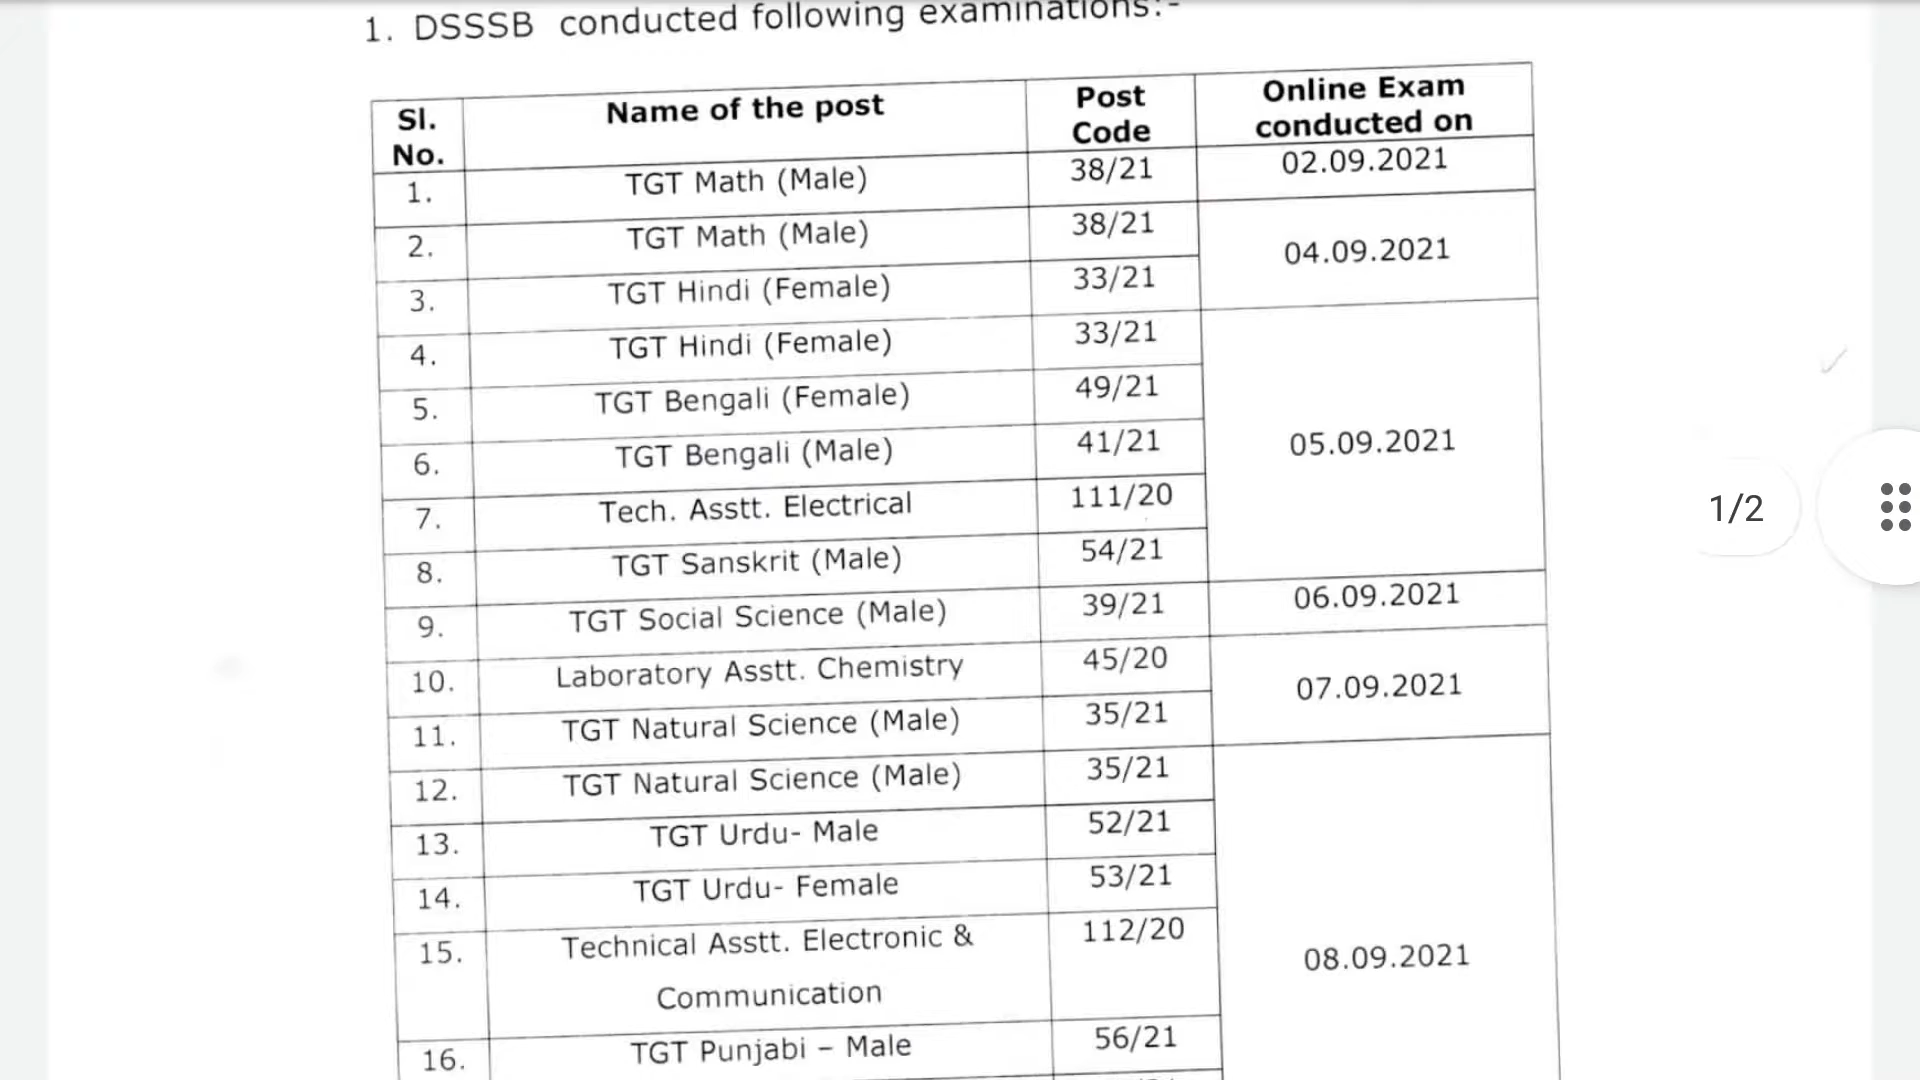 1. DSSSB conducted following examinations:-
Sl. No. Name of the post Post Code Online Exam conducted on
1. TGT Math (Male) 38/21 02.09.2021
2. TGT Math (Male) 38/21 04.09.2021
3. TGT Hindi (Female) 33/21
4. TGT Hindi (Female) 33/21 05.09.2021
5. TGT Bengali (Female) 49/21
6. TGT Bengali (Male) 41/21
7. Tech. Asstt. Electrical 111/20
8. TGT Sanskrit (Male) 54/21
9. TGT Social Science (Male) 39/21 06.09.2021
10. Laboratory Asstt. Chemistry 45/20 07.09.2021
11. TGT Natural Science (Male) 35/21
12. TGT Natural Science (Male) 35/21 08.09.2021
13. TGT Urdu- Male 52/21
14. TGT Urdu- Female 53/21
15. Technical Asstt. Electronic & 112/20
Communication
16. TGT Punjabi – Male 56/21
1/2